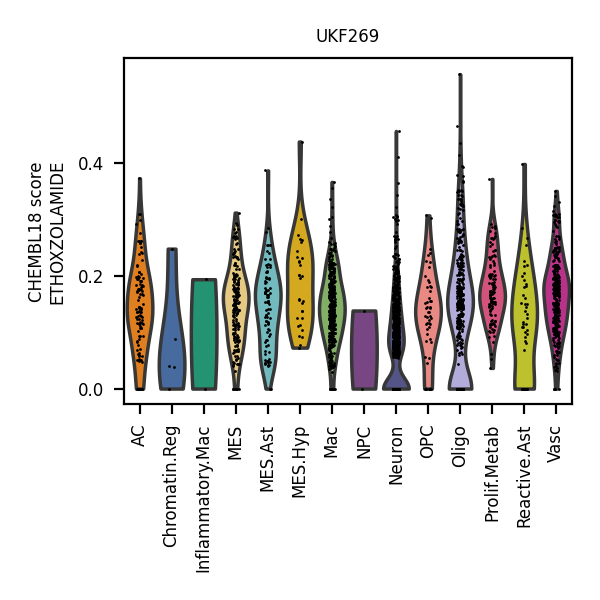 UKF269
CHEMBL18 score
ETHOXZOLAMIDE
0.4
0.2
0.0
AC
Chromatin.Reg
Inflammatory.Mac
MES
MES.Ast
MES.Hyp
Mac
NPC
Neuron
OPC
Oligo
Prolif.Metab
Reactive.Ast
Vasc